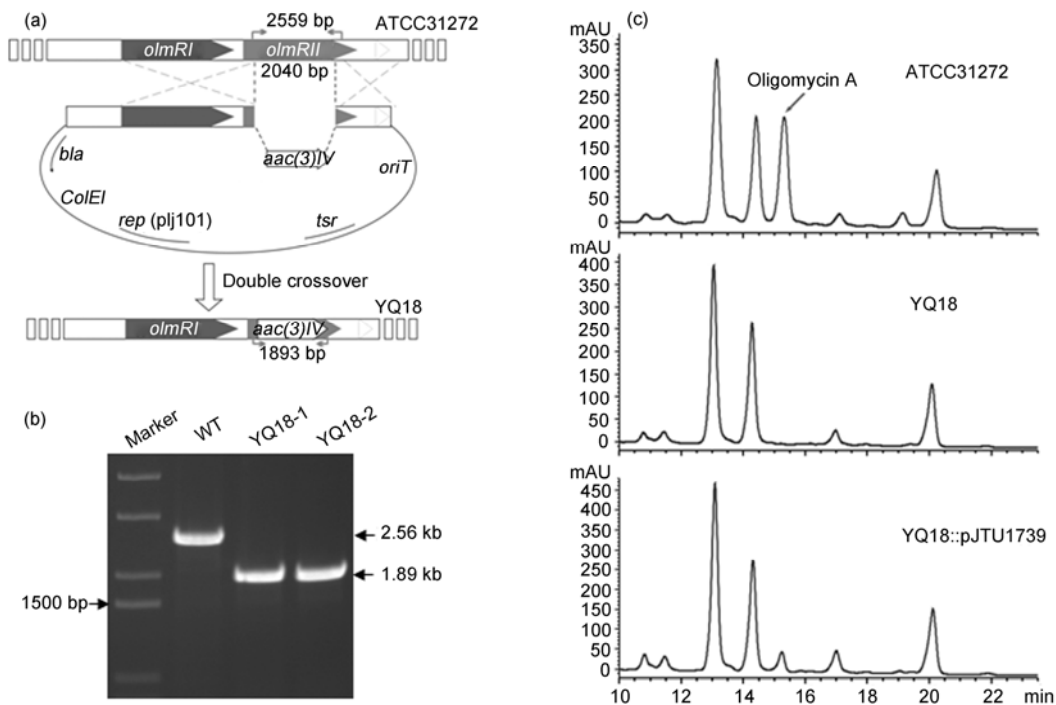 (a)
2559 bp
ATCC31272
olmRI
olmRII
2040 bp
aac(3)IV
bla
oriT
ColEI
rep (plj101)
tsr
Double crossover
YQ18
olmRI
aac(3)IV
1893 bp
(b)
Marker
WT
YQ18-1
YQ18-2
2.56 kb
1.89 kb
1500 bp
(c)
mAU
350
300
250
200
150
100
50
0
ATCC31272
Oligomycin A
mAU
400
350
300
250
200
150
100
50
0
YQ18
mAU
450
400
350
300
250
200
150
100
50
0
YQ18::pJTU1739
10 12 14 16 18 20 22 min